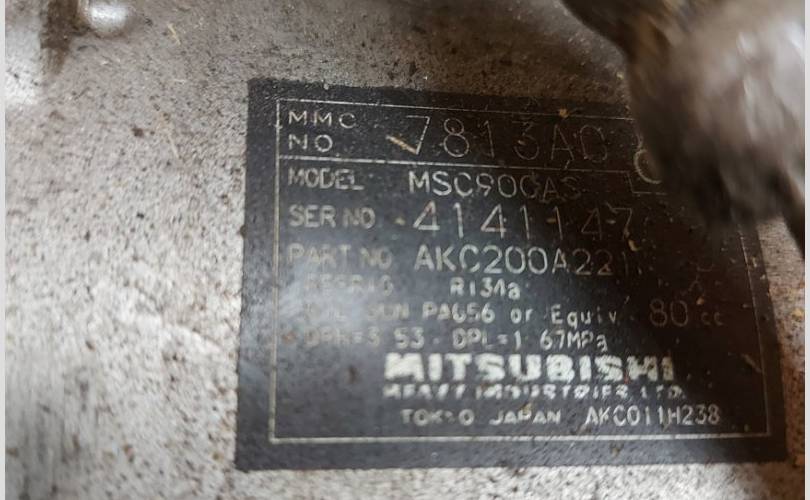 MMC
NO. 7813A0
MODEL MSC90CAS
SER NO. 4141147
PART NO. AKC200A221
REFRIG R134a
OIL SUN PAG56 or Equiv. 80 cc
DPH=3.53 - DPL=1.67MPa
MITSUBISHI
HEAVY INDUSTRIES, LTD.
TOKYO JAPAN AKC011H238